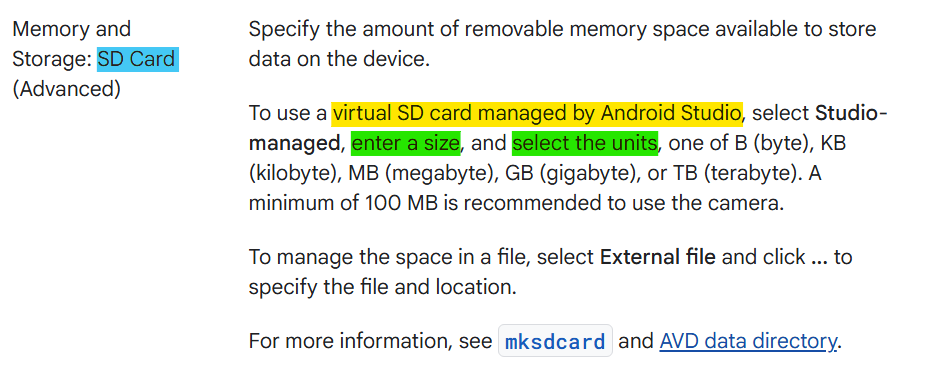 Memory and
Storage: SD Card
(Advanced)
Specify the amount of removable memory space available to store
data on the device.
To use a virtual SD card managed by Android Studio, select Studio-
managed, enter a size, and select the units, one of B (byte), KB
(kilobyte), MB (megabyte), GB (gigabyte), or TB (terabyte). A
minimum of 100 MB is recommended to use the camera.
To manage the space in a file, select External file and click ... to
specify the file and location.
For more information, see mksdcard and AVD data directory.